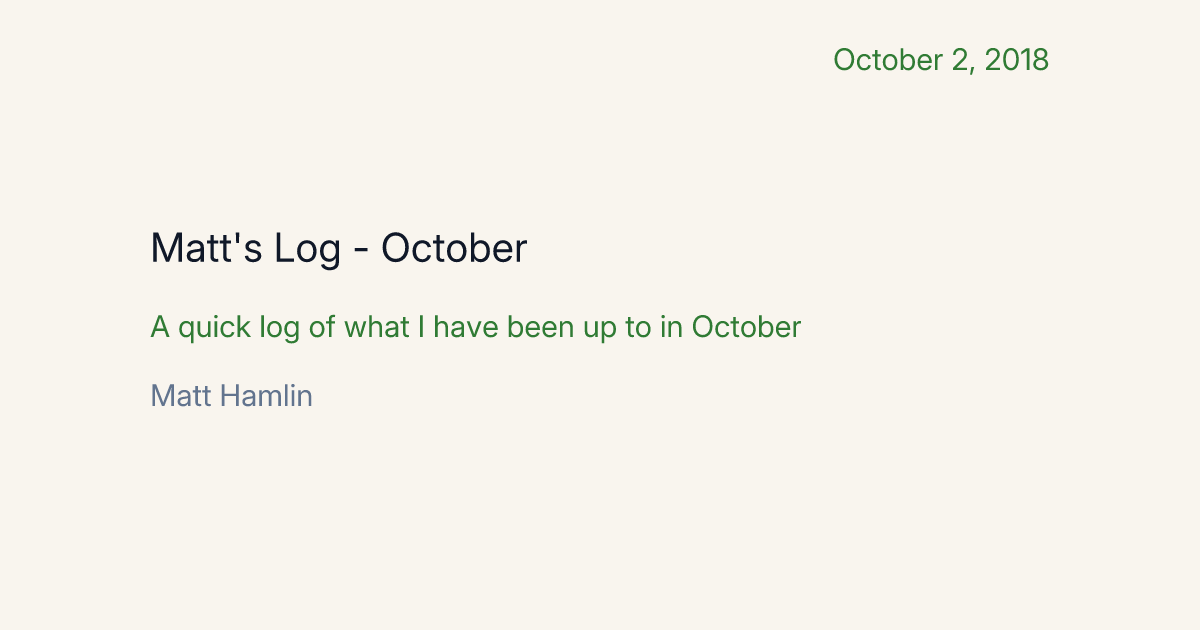 October 2, 2018
Matt's Log - October
A quick log of what I have been up to in October
Matt Hamlin